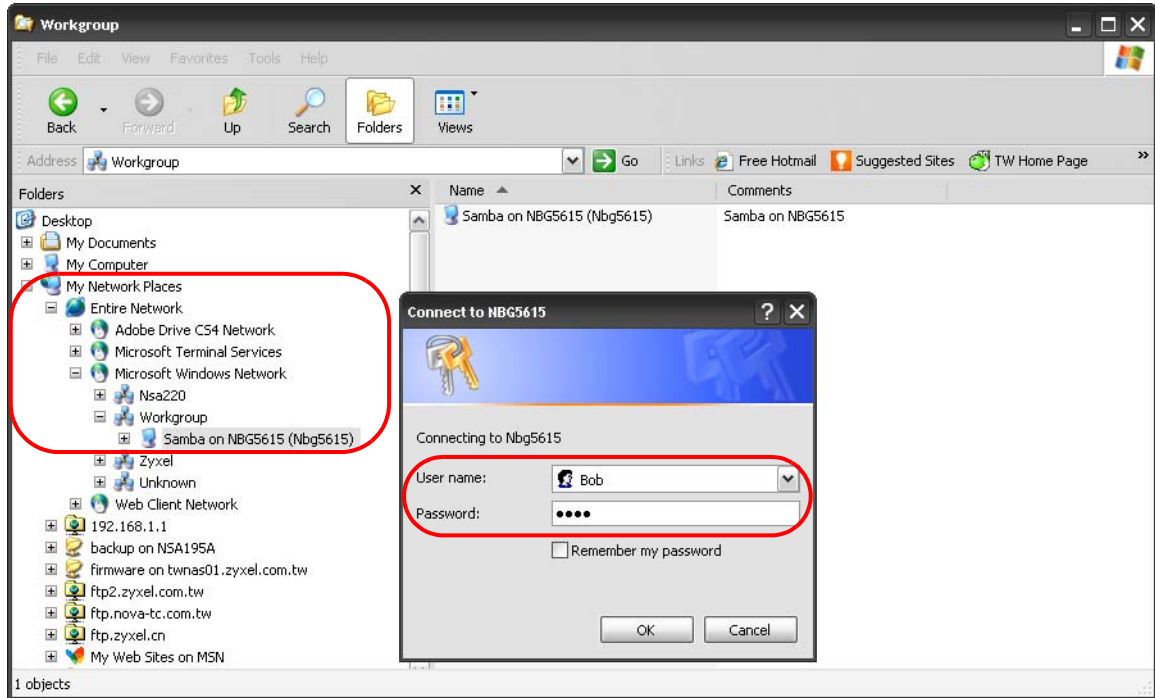 Workgroup
File Edit View Favorites Tools Help
Back Forward Up Search Folders Views
Address Workgroup Go Links Free Hotmail Suggested Sites TW Home Page »
Folders
Name Comments
Desktop
My Documents
My Computer
My Network Places
Entire Network
Adobe Drive CS4 Network
Microsoft Terminal Services
Microsoft Windows Network
Nsa220
Workgroup
Samba on NBG5615 (Nbg5615)
Zyxel
Unknown
Web Client Network
192.168.1.1
backup on NSA195A
firmware on twnas01.zyxel.com.tw
ftp2.zyxel.com.tw
ftp.nova-tc.com.tw
ftp.zyxel.cn
My Web Sites on MSN
Samba on NBG5615 (Nbg5615) Samba on NBG5615
Connect to NBG5615
Connecting to Nbg5615
User name: Bob
Password: ••••
Remember my password
OK Cancel
1 objects